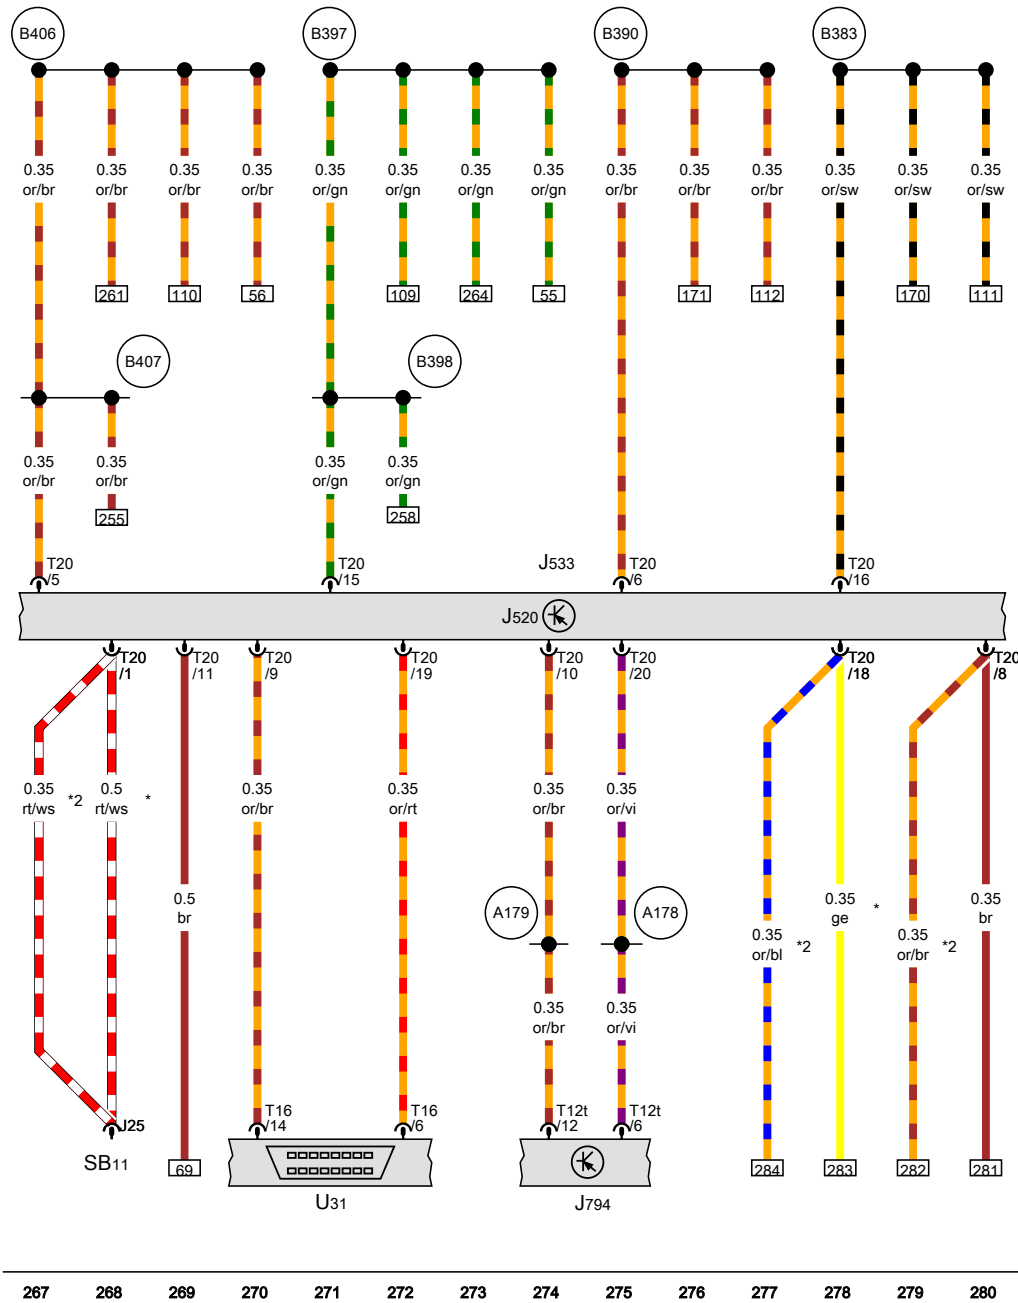 B406 B397 B390 B383
0.35 0.35 0.35 0.35 0.35 0.35 0.35 0.35 0.35 0.35 0.35 0.35 0.35 0.35
or/br or/br or/br or/br or/gn or/gn or/gn or/gn or/br or/br or/br or/sw or/sw or/sw
261 110 56 109 264 55 171 112 170 111
B407 B398
0.35 0.35 0.35 0.35
or/br or/br or/gn or/gn
255 258
T20 T20 J533 T20 T20
/5 /15 /6 /16
J520
T20 T20 T20 T20 T20 T20 T20 T20
/1 /11 /9 /19 /10 /20 /18 /8
0.35 *2 0.5 * 0.35 0.35 0.35 0.35
rt/ws rt/ws or/br or/rt or/br or/vi
0.5 0.35 * 0.35
br ge br
A179 A178
0.35 *2 0.35 *2
or/bl or/br
0.35 0.35
or/br or/vi
J25 T16 T16 T12t T12t
/14 /6 /12 /6
SB11 69 284 283 282 281
U31 J794
267 268 269 270 271 272 273 274 275 276 277 278 279 280